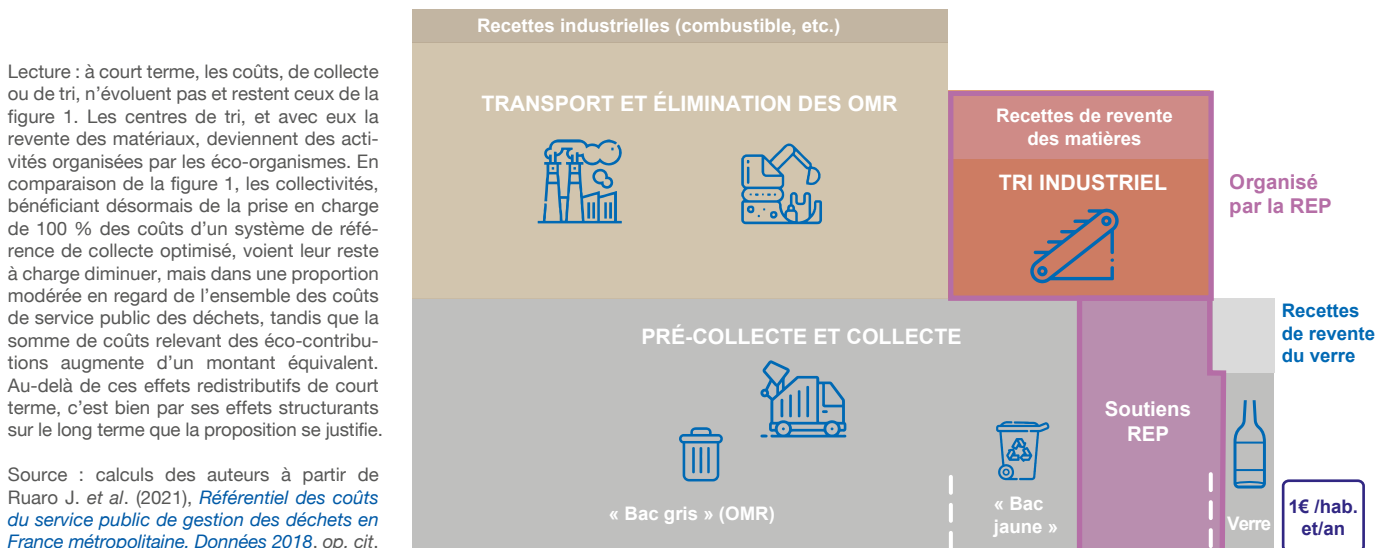 Lecture : à court terme, les coûts, de collecte
ou de tri, n'évoluent pas et restent ceux de la
figure 1. Les centres de tri, et avec eux la
revente des matériaux, deviennent des acti-
vités organisées par les éco-organismes. En
comparaison de la figure 1, les collectivités,
bénéficiant désormais de la prise en charge
de 100 % des coûts d'un système de réfé-
rence de collecte optimisé, voient leur reste
à charge diminuer, mais dans une proportion
modérée en regard de l'ensemble des coûts
de service public des déchets, tandis que la
somme de coûts relevant des éco-contribu-
tions augmente d'un montant équivalent.
Au-delà de ces effets redistributifs de court
terme, c'est bien par ses effets structurants
sur le long terme que la proposition se justifie.
Source : calculs des auteurs à partir de
Ruaro J. et al. (2021), Référentiel des coûts
du service public de gestion des déchets en
France métropolitaine. Données 2018, op. cit.
Recettes industrielles (combustible, etc.)
TRANSPORT ET ÉLIMINATION DES OMR
Recettes de revente
des matières
TRI INDUSTRIEL
Organisé
par la REP
PRÉ-COLLECTE ET COLLECTE
Recettes
de revente
du verre
Soutiens
REP
« Bac gris » (OMR)
« Bac
jaune »
Verre
1€ /hab.
et/an